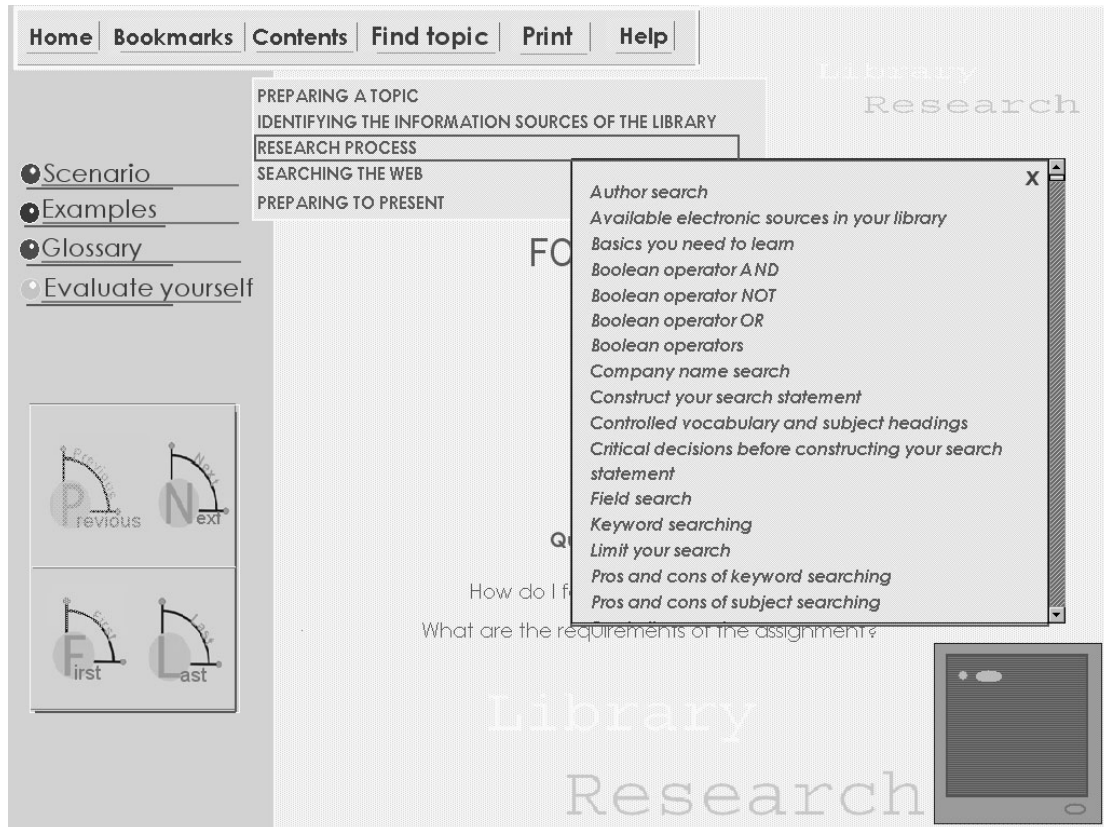 Home Bookmarks Contents Find topic Print Help
Library
Research
PREPARING A TOPIC
IDENTIFYING THE INFORMATION SOURCES OF THE LIBRARY
RESEARCH PROCESS
SEARCHING THE WEB
PREPARING TO PRESENT
Scenario
Examples
Glossary
Evaluate yourself
X
Author search
Available electronic sources in your library
Basics you need to learn
Boolean operator AND
Boolean operator NOT
Boolean operator OR
Boolean operators
Company name search
Construct your search statement
Controlled vocabulary and subject headings
Critical decisions before constructing your search
statement
Field search
Keyword searching
Limit your search
Pros and cons of keyword searching
Pros and cons of subject searching
FO
Qu
How do I f
What are the requirements of the assignment?
Previous
Previous
Next
Next
First
First
Last
Last
Library
Research